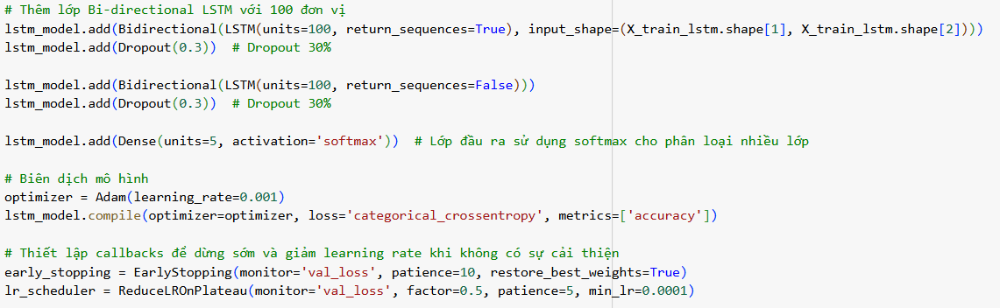 # Thêm lớp Bi-directional LSTM với 100 đơn vị
lstm_model.add(Bidirectional(LSTM(units=100, return_sequences=True), input_shape=(X_train_lstm.shape[1], X_train_lstm.shape[2])))
lstm_model.add(Dropout(0.3))  # Dropout 30%
lstm_model.add(Bidirectional(LSTM(units=100, return_sequences=False)))
lstm_model.add(Dropout(0.3))  # Dropout 30%
lstm_model.add(Dense(units=5, activation='softmax'))  # Lớp đầu ra sử dụng softmax cho phân loại nhiều lớp
# Biên dịch mô hình
optimizer = Adam(learning_rate=0.001)
lstm_model.compile(optimizer=optimizer, loss='categorical_crossentropy', metrics=['accuracy'])
# Thiết lập callbacks để dừng sớm và giảm learning rate khi không có sự cải thiện
early_stopping = EarlyStopping(monitor='val_loss', patience=10, restore_best_weights=True)
lr_scheduler = ReduceLROnPlateau(monitor='val_loss', factor=0.5, patience=5, min_lr=0.0001)